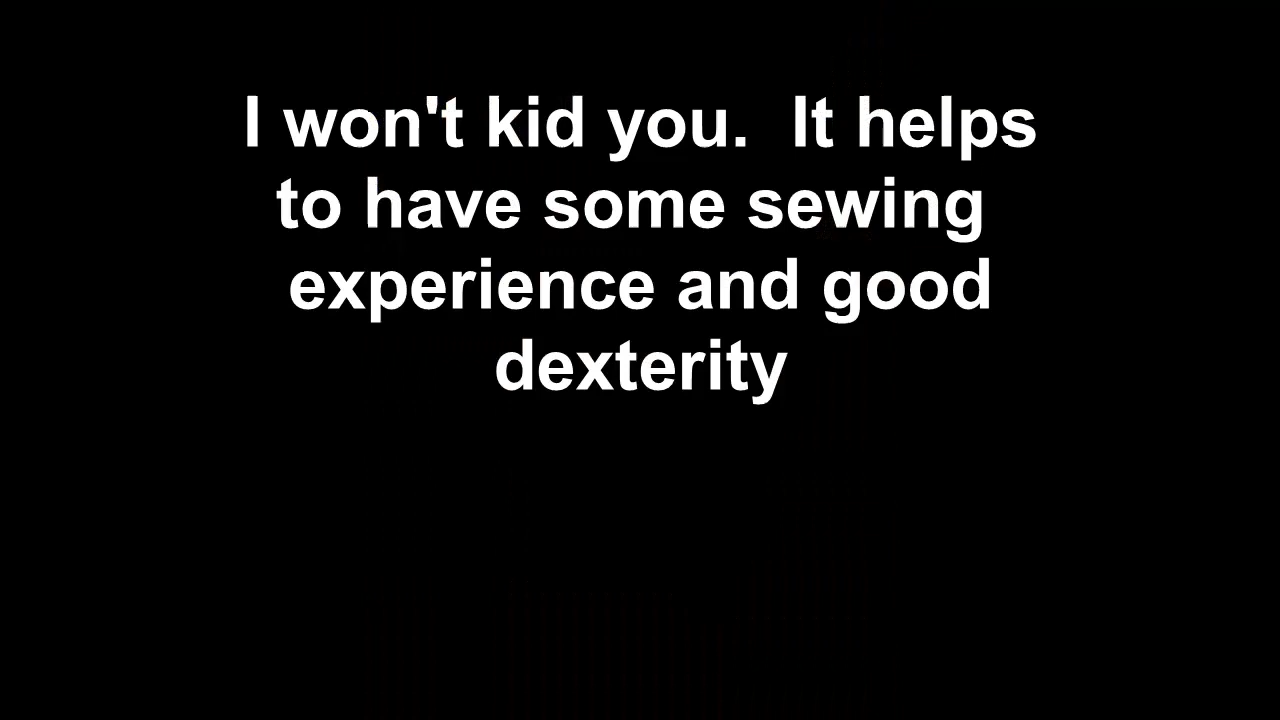 I won't kid you.  It helps
to have some sewing
experience and good
dexterity